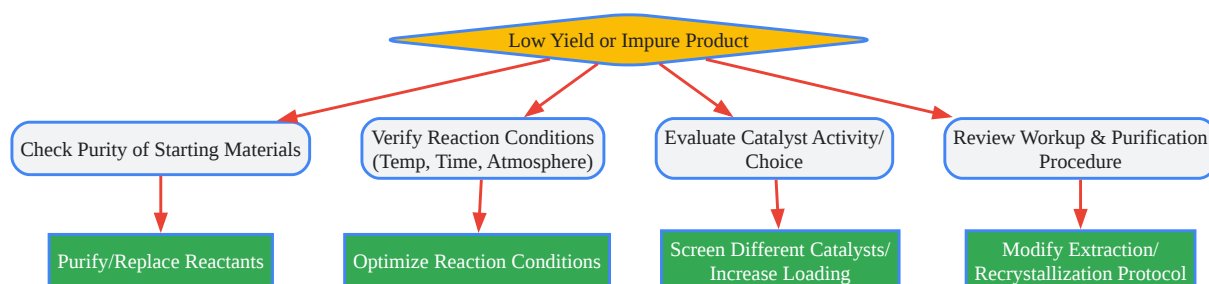 Low Yield or Impure Product
Check Purity of Starting Materials
Verify Reaction Conditions
(Temp, Time, Atmosphere)
Evaluate Catalyst Activity/
Choice
Review Workup & Purification
Procedure
Purify/Replace Reactants
Optimize Reaction Conditions
Screen Different Catalysts/
Increase Loading
Modify Extraction/
Recrystallization Protocol